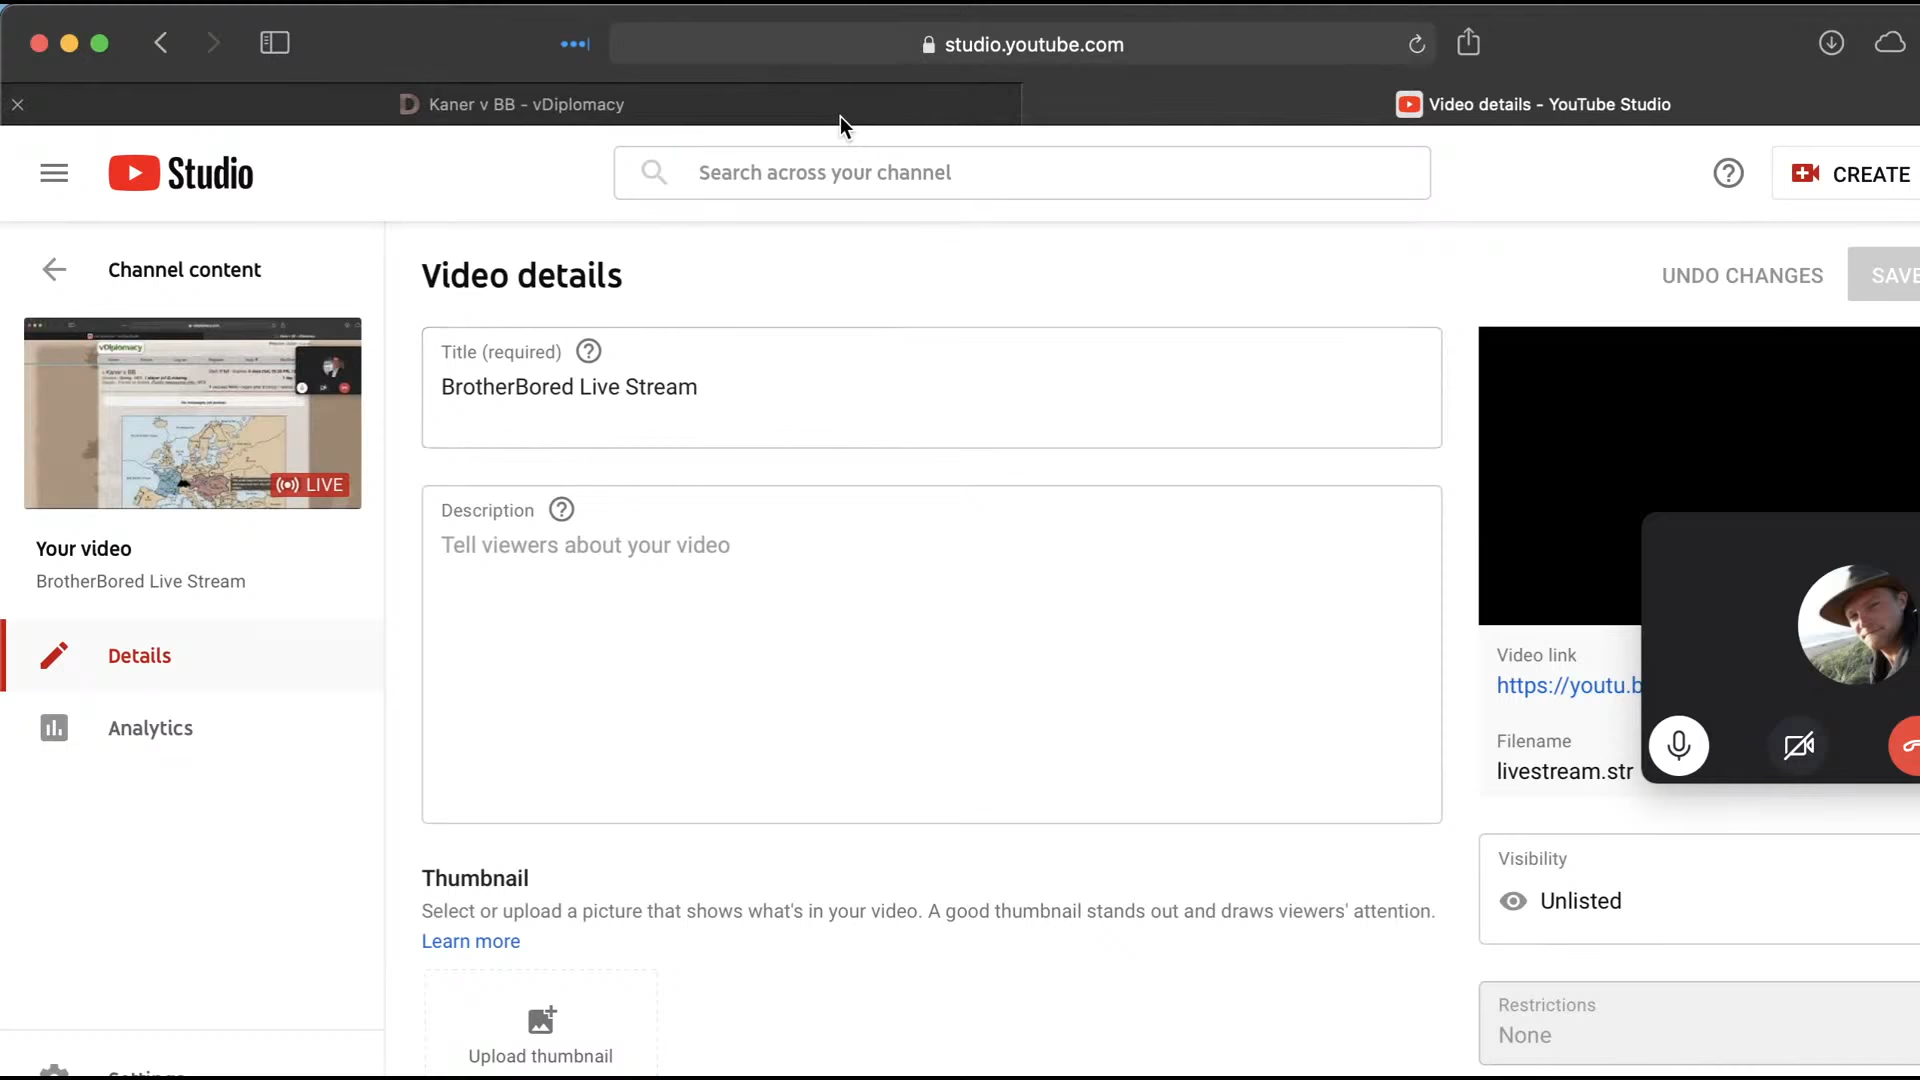 studio.youtube.com
Kaner v BB - vDiplomacy
Video details - YouTube Studio
Studio
Search across your channel
CREATE
Channel content
Video details
UNDO CHANGES
SAVE
vDiplomacy
LIVE
Title (required)
BrotherBored Live Stream
Description
Tell viewers about your video
Your video
BrotherBored Live Stream
Details
Analytics
Video link
https://youtu.b
Filename
livestream.str
Thumbnail
Select or upload a picture that shows what's in your video. A good thumbnail stands out and draws viewers' attention.
Learn more
Upload thumbnail
Visibility
Unlisted
Restrictions
None
Settings